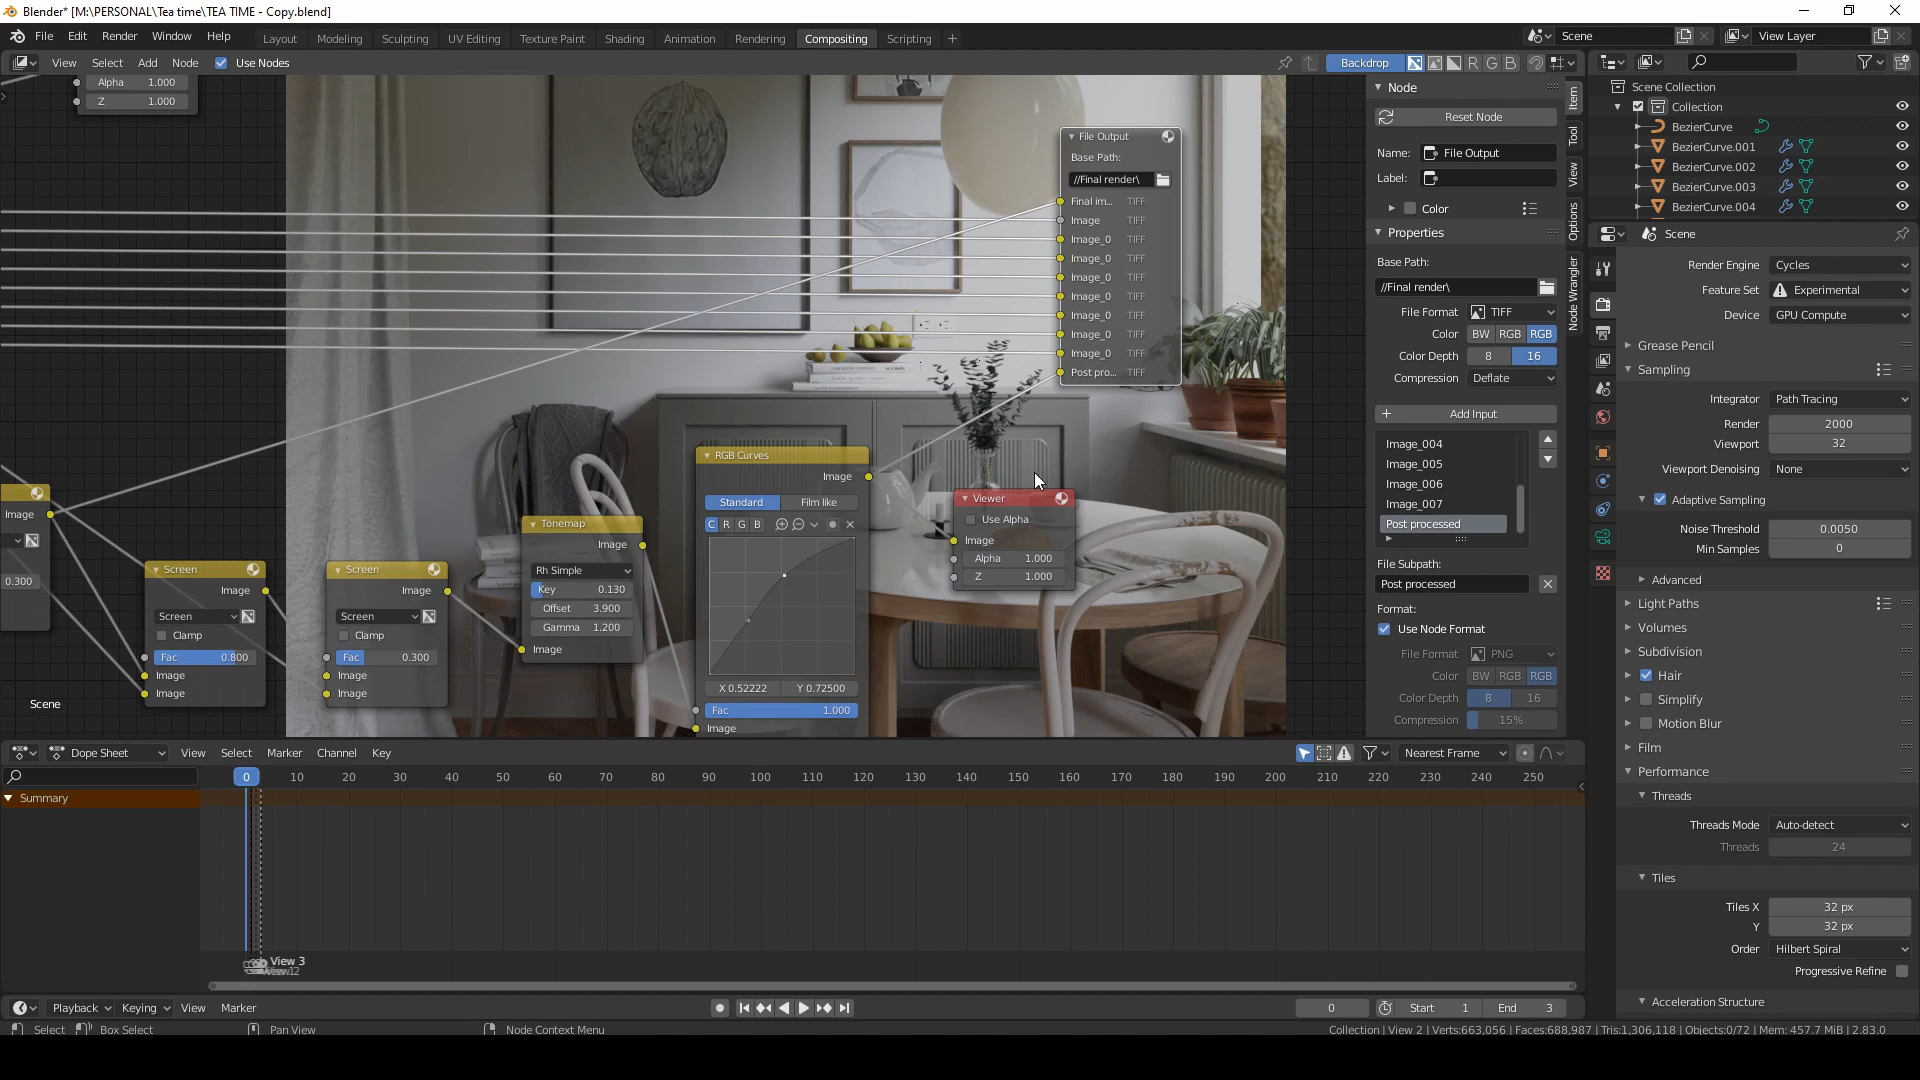 Blender* [M:\PERSONAL\Tea time\TEA TIME - Copy.blend]
File Edit Render Window Help Layout Modeling Sculpting UV Editing Texture Paint Shading Animation Rendering Compositing Scripting + Scene View Layer
View Select Add Node Use Nodes Backdrop R G B
Alpha 1.000
Z 1.000
File Output
Base Path:
//Final render\
Final im... TIFF
Image TIFF
Image_0 TIFF
Image_0 TIFF
Image_0 TIFF
Image_0 TIFF
Image_0 TIFF
Image_0 TIFF
Image_0 TIFF
Post pro... TIFF
Image
0.300
Screen
Image
Screen
Clamp
Fac 0.800
Image
Image
Scene
Screen
Image
Screen
Clamp
Fac 0.300
Image
Image
Tonemap
Image
Rh Simple
Key 0.130
Offset 3.900
Gamma 1.200
Image
RGB Curves
Image
Standard Film like
C R G B
X 0.52222 Y 0.72500
Fac 1.000
Image
Viewer
Use Alpha
Image
Alpha 1.000
Z 1.000
Node
Reset Node
Name: File Output
Label:
Color
Properties
Base Path:
//Final render\
File Format TIFF
Color BW RGB RGB
Color Depth 8 16
Compression Deflate
+ Add Input
Image_004
Image_005
Image_006
Image_007
Post processed
File Subpath:
Post processed
Format:
Use Node Format
File Format PNG
Color BW RGB RGB
Color Depth 8 16
Compression 15%
Item
Tool
View
Options
Node Wrangler
Scene Collection
Collection
BezierCurve
BezierCurve.001
BezierCurve.002
BezierCurve.003
BezierCurve.004
Scene
Render Engine Cycles
Feature Set Experimental
Device GPU Compute
Grease Pencil
Sampling
Integrator Path Tracing
Render 2000
Viewport 32
Viewport Denoising None
Adaptive Sampling
Noise Threshold 0.0050
Min Samples 0
Advanced
Light Paths
Volumes
Subdivision
Hair
Simplify
Motion Blur
Film
Performance
Threads
Threads Mode Auto-detect
Threads 24
Tiles
Tiles X 32 px
Y 32 px
Order Hilbert Spiral
Progressive Refine
Acceleration Structure
Dope Sheet View Select Marker Channel Key Nearest Frame
0 10 20 30 40 50 60 70 80 90 100 110 120 130 140 150 160 170 180 190 200 210 220 230 240 250
Summary
View 3
Playback Keying View Marker 0 Start 1 End 3
Select Box Select Pan View Node Context Menu Collection | View 2 | Verts:663,056 | Faces:688,987 | Tris:1,306,118 | Objects:0/72 | Mem: 457.7 MiB | 2.83.0